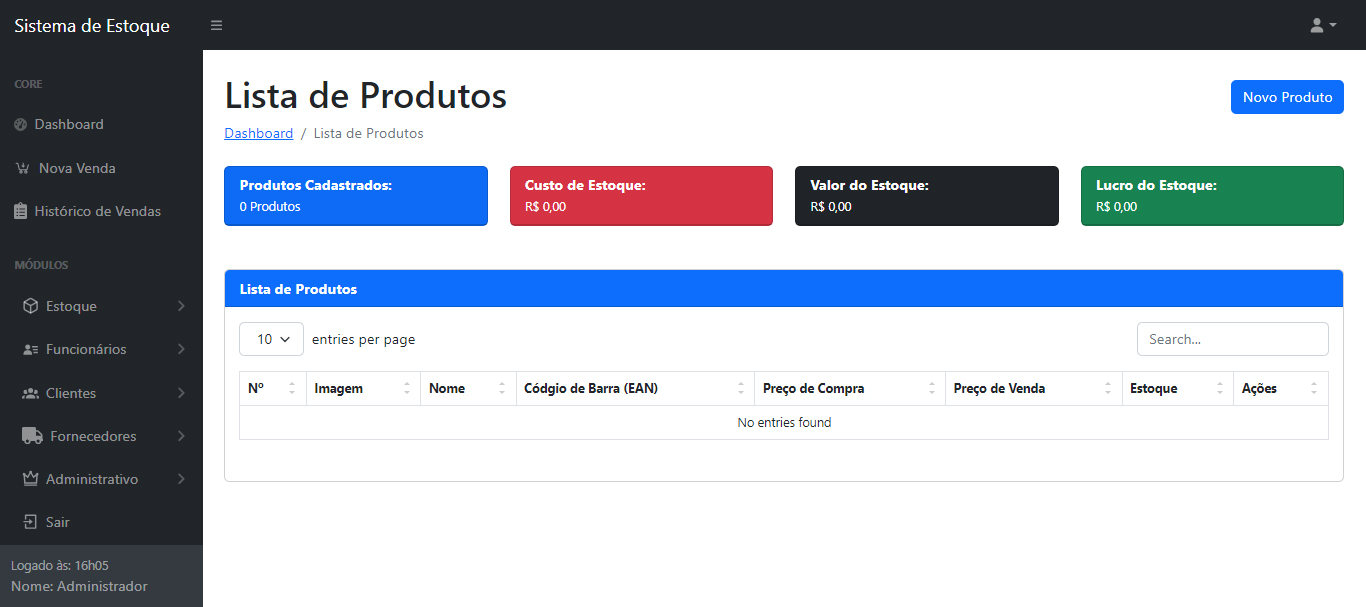 Sistema de Estoque
CORE
Dashboard
Nova Venda
Histórico de Vendas
MÓDULOS
Estoque
Funcionários
Clientes
Fornecedores
Administrativo
Sair
Logado às: 16h05
Nome: Administrador
Lista de Produtos
Novo Produto
Dashboard / Lista de Produtos
Produtos Cadastrados:
0 Produtos
Custo de Estoque:
R$ 0,00
Valor do Estoque:
R$ 0,00
Lucro do Estoque:
R$ 0,00
Lista de Produtos
10 entries per page
Search...
Nº Imagem Nome Códgio de Barra (EAN) Preço de Compra Preço de Venda Estoque Ações
No entries found